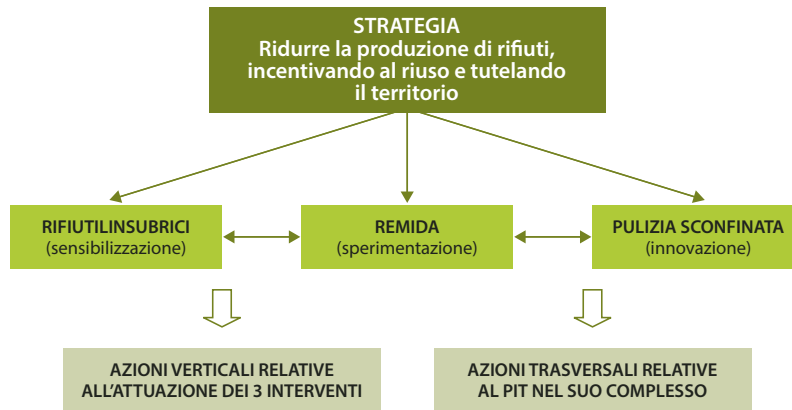 STRATEGIA
Ridurre la produzione di rifiuti,
incentivando al riuso e tutelando
il territorio
RIFIUTILINSUBRICI
(sensibilizzazione)
REMIDA
(sperimentazione)
PULIZIA SCONFINATA
(innovazione)
AZIONI VERTICALI RELATIVE
ALL'ATTUAZIONE DEI 3 INTERVENTI
AZIONI TRASVERSALI RELATIVE
AL PIT NEL SUO COMPLESSO